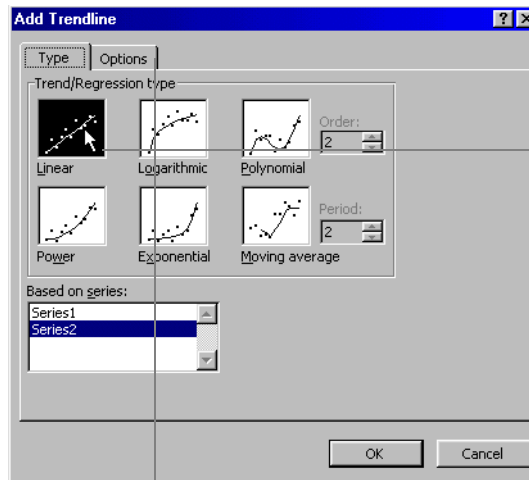 Add Trendline
Type Options
Trend/Regression type
Linear Logarithmic Polynomial
Order:
2
Power Exponential Moving average
Period:
2
Based on series:
Series1
Series2
OK Cancel